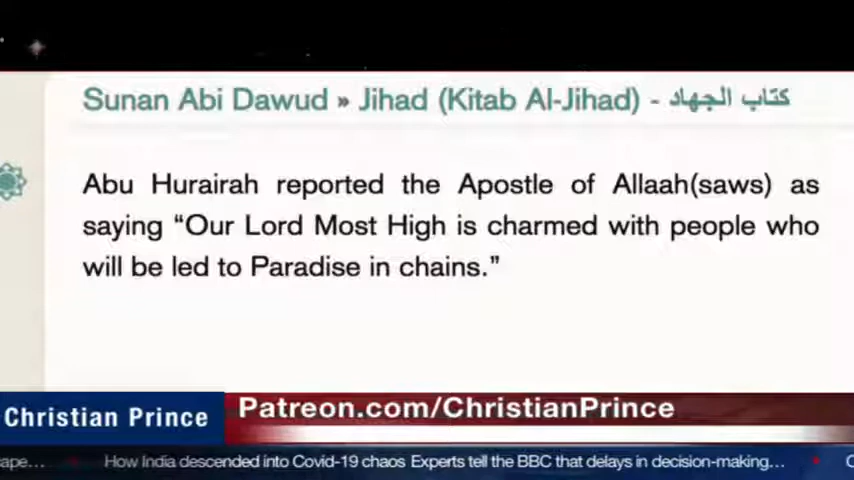 Sunan Abi Dawud » Jihad (Kitab Al-Jihad) - كتاب الجهاد
Abu Hurairah reported the Apostle of Allaah(saws) as
saying “Our Lord Most High is charmed with people who
will be led to Paradise in chains.”
Christian Prince
Patreon.com/ChristianPrince
ape... How India descended into Covid-19 chaos Experts tell the BBC that delays in decision-making...